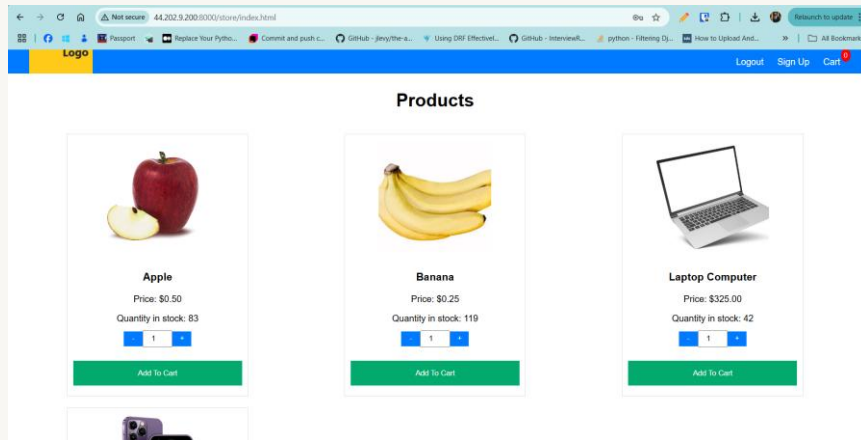 Not secure 44.202.9.200:8000/store/index.html Relaunch to update
Passport Replace Your Pytho... Commit and push c... GitHub - jlevy/the-a... Using DRF Effectivel... GitHub - InterviewR... python - Filtering Dj... How to Upload And... » All Bookmark
Logo Logout Sign Up Cart 0
Products
Apple Banana Laptop Computer
Price: $0.50 Price: $0.25 Price: $325.00
Quantity in stock: 83 Quantity in stock: 119 Quantity in stock: 42
- 1 + - 1 + - 1 +
Add To Cart Add To Cart Add To Cart